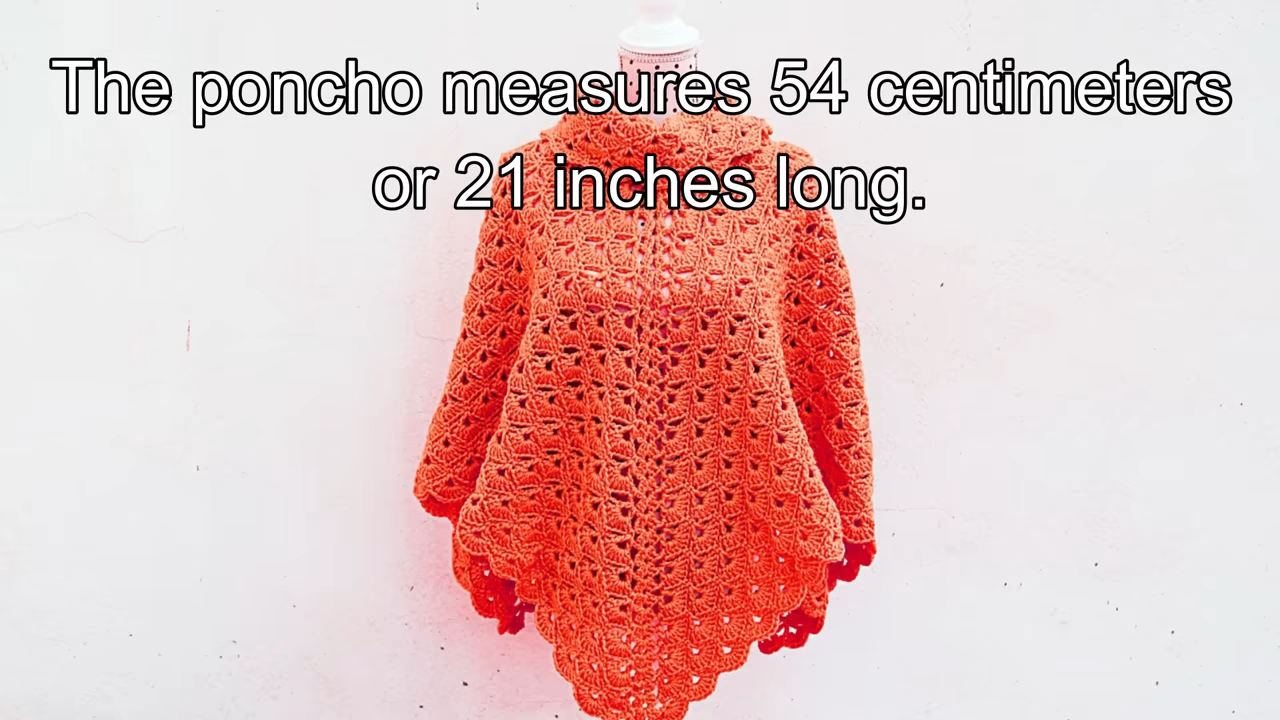 The poncho measures 54 centimeters
or 21 inches long.